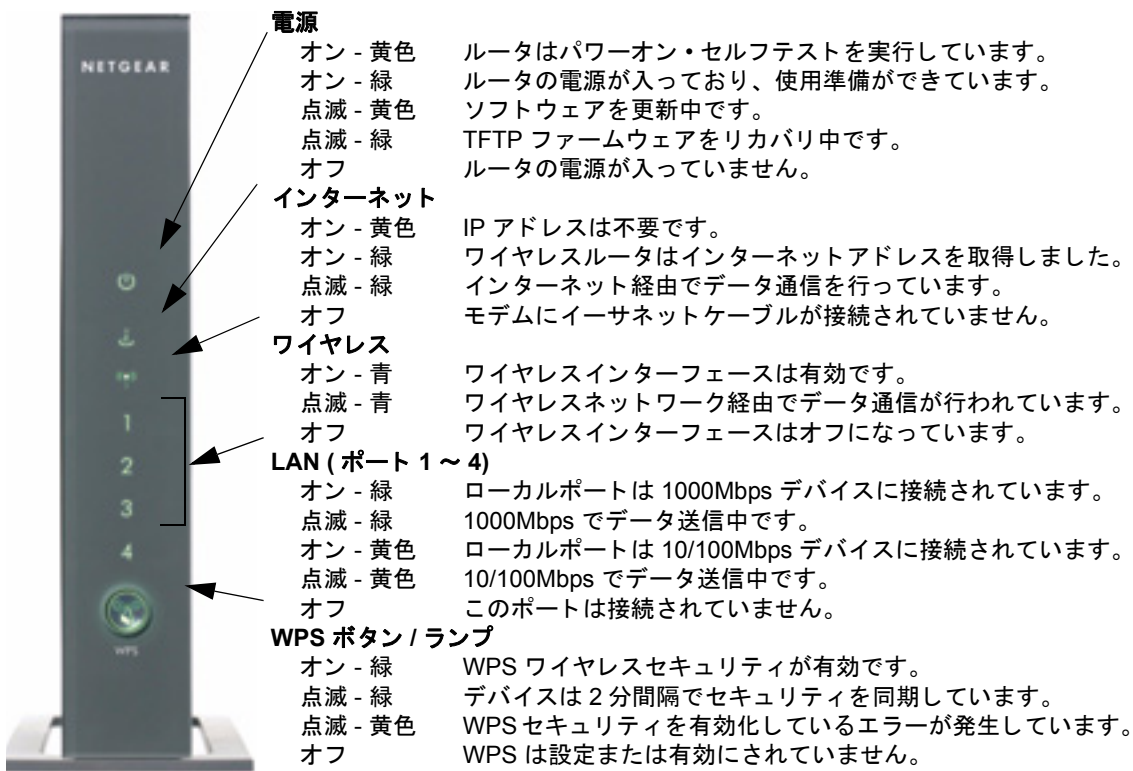 NETGEAR
1
2
3
4
WPS
電源
オン - 黄色 ルータはパワーオン・セルフテストを実行しています。
オン - 緑 ルータの電源が入っており、使用準備ができています。
点滅 - 黄色 ソフトウェアを更新中です。
点滅 - 緑 TFTP ファームウェアをリカバリ中です。
オフ ルータの電源が入っていません。
インターネット
オン - 黄色 IP アドレスは不要です。
オン - 緑 ワイヤレスルータはインターネットアドレスを取得しました。
点滅 - 緑 インターネット経由でデータ通信を行っています。
オフ モデムにイーサネットケーブルが接続されていません。
ワイヤレス
オン - 青 ワイヤレスインターフェースは有効です。
点滅 - 青 ワイヤレスネットワーク経由でデータ通信が行われています。
オフ ワイヤレスインターフェースはオフになっています。
LAN ( ポート 1 ～ 4)
オン - 緑 ローカルポートは 1000Mbps デバイスに接続されています。
点滅 - 緑 1000Mbps でデータ送信中です。
オン - 黄色 ローカルポートは 10/100Mbps デバイスに接続されています。
点滅 - 黄色 10/100Mbps でデータ送信中です。
オフ このポートは接続されていません。
WPS ボタン / ランプ
オン - 緑 WPS ワイヤレスセキュリティが有効です。
点滅 - 緑 デバイスは 2 分間隔でセキュリティを同期しています。
点滅 - 黄色 WPS セキュリティを有効化しているエラーが発生しています。
オフ WPS は設定または有効にされていません。